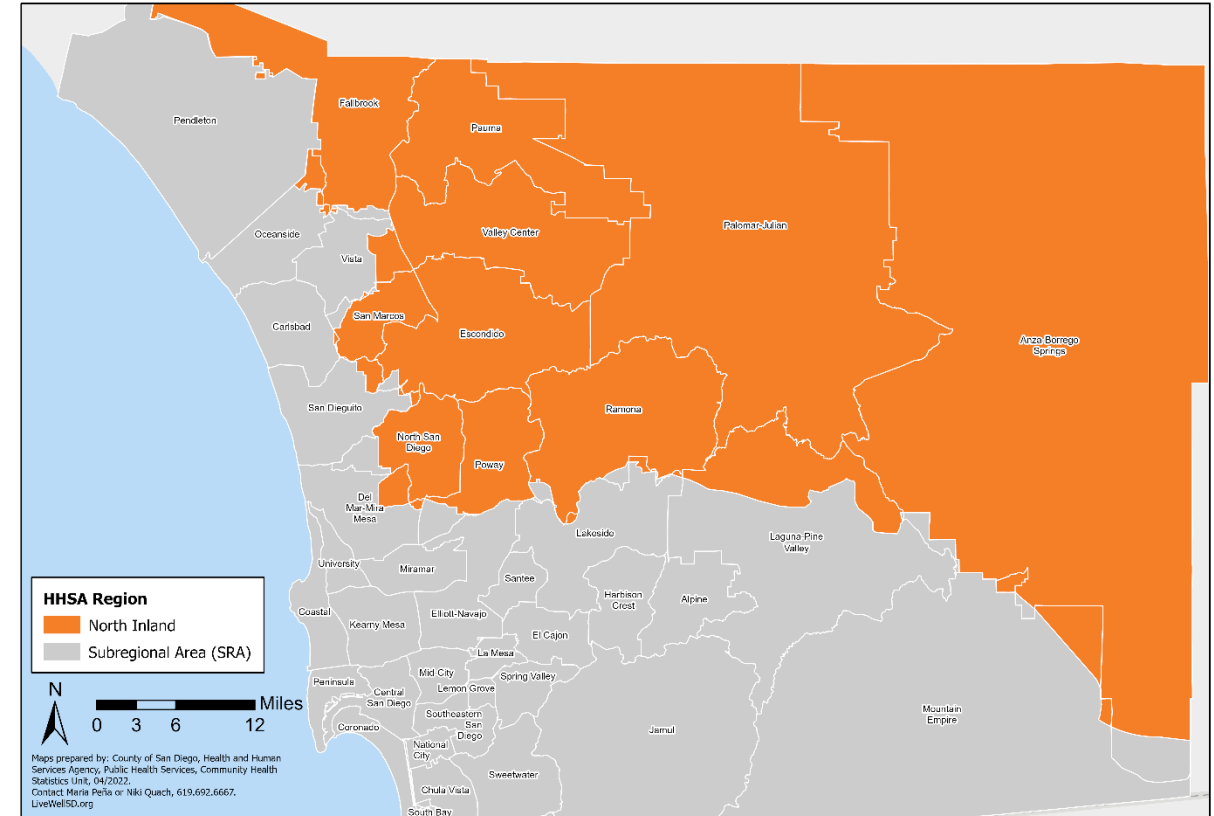 Fallbrook
Pendleton
Pauma
Palomar-Julian
Valley Center
Oceanside
Vista
San Marcos
Carlsbad
Escondido
Anza Borrego
Springs
San Dieguito
Ramona
North San
Diego
Poway
Del
Mar-Mira
Mesa
Lakeside
Laguna-Pine
Valley
University
Miramar
Santee
Harbison
Crest
Alpine
Coastal
Kearny Mesa
Elliott-Navajo
El Cajon
La Mesa
Mid-City
Spring Valley
Peninsula
Central
San Diego
Lemon Grove
Southeastern
San
Diego
Coronado
National
City
Jamul
Mountain
Empire
Sweetwater
Chula Vista
South Bay
HHSA Region
North Inland
Subregional Area (SRA)
N
Miles
0 3 6 12
Maps prepared by: County of San Diego, Health and Human
Services Agency, Public Health Services, Community Health
Statistics Unit, 04/2022.
Contact Maria Peña or Niki Quach, 619.692.6667.
LiveWellSD.org